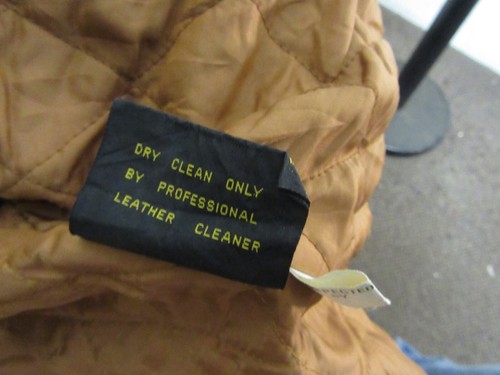 DRY CLEAN ONLY
BY PROFESSIONAL
LEATHER CLEANER